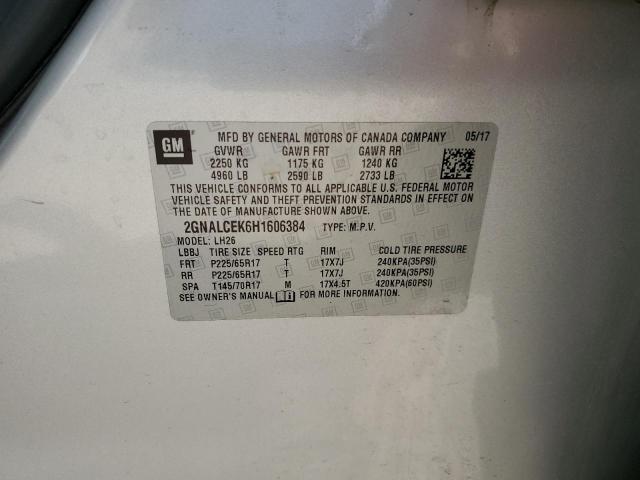 GM
MFD BY GENERAL MOTORS OF CANADA COMPANY 05/17
GVWR GAWR FRT GAWR RR
2250 KG 1175 KG 1240 KG
4960 LB 2590 LB 2733 LB
THIS VEHICLE CONFORMS TO ALL APPLICABLE U.S. FEDERAL MOTOR
VEHICLE SAFETY AND THEFT PREVENTION STANDARDS IN EFFECT ON
THE DATE OF MANUFACTURE SHOWN ABOVE.
2GNALCEK6H1606384 TYPE: M.P.V.
MODEL: LH26
LBBJ TIRE SIZE SPEED RTG RIM COLD TIRE PRESSURE
FRT P225/65R17 T 17X7J 240KPA(35PSI)
RR P225/65R17 T 17X7J 240KPA(35PSI)
SPA T145/70R17 M 17X4.5T 420KPA(60PSI)
SEE OWNER'S MANUAL FOR MORE INFORMATION.